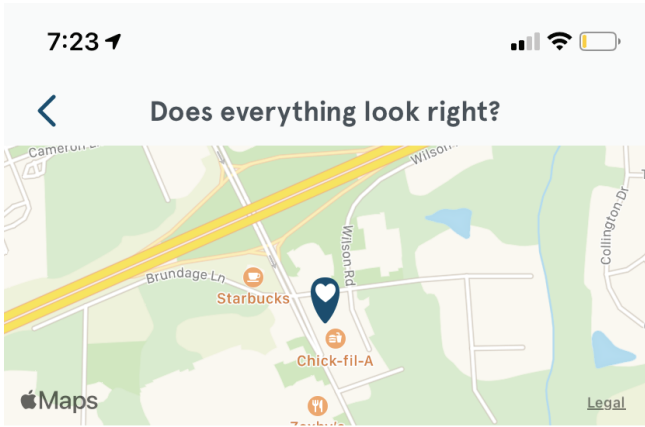 7:23
Does everything look right?
Cameron
Wilson
Collington Dr
Wilson Rd
Brundage Ln
Starbucks
Chick-fil-A
Maps
Legal